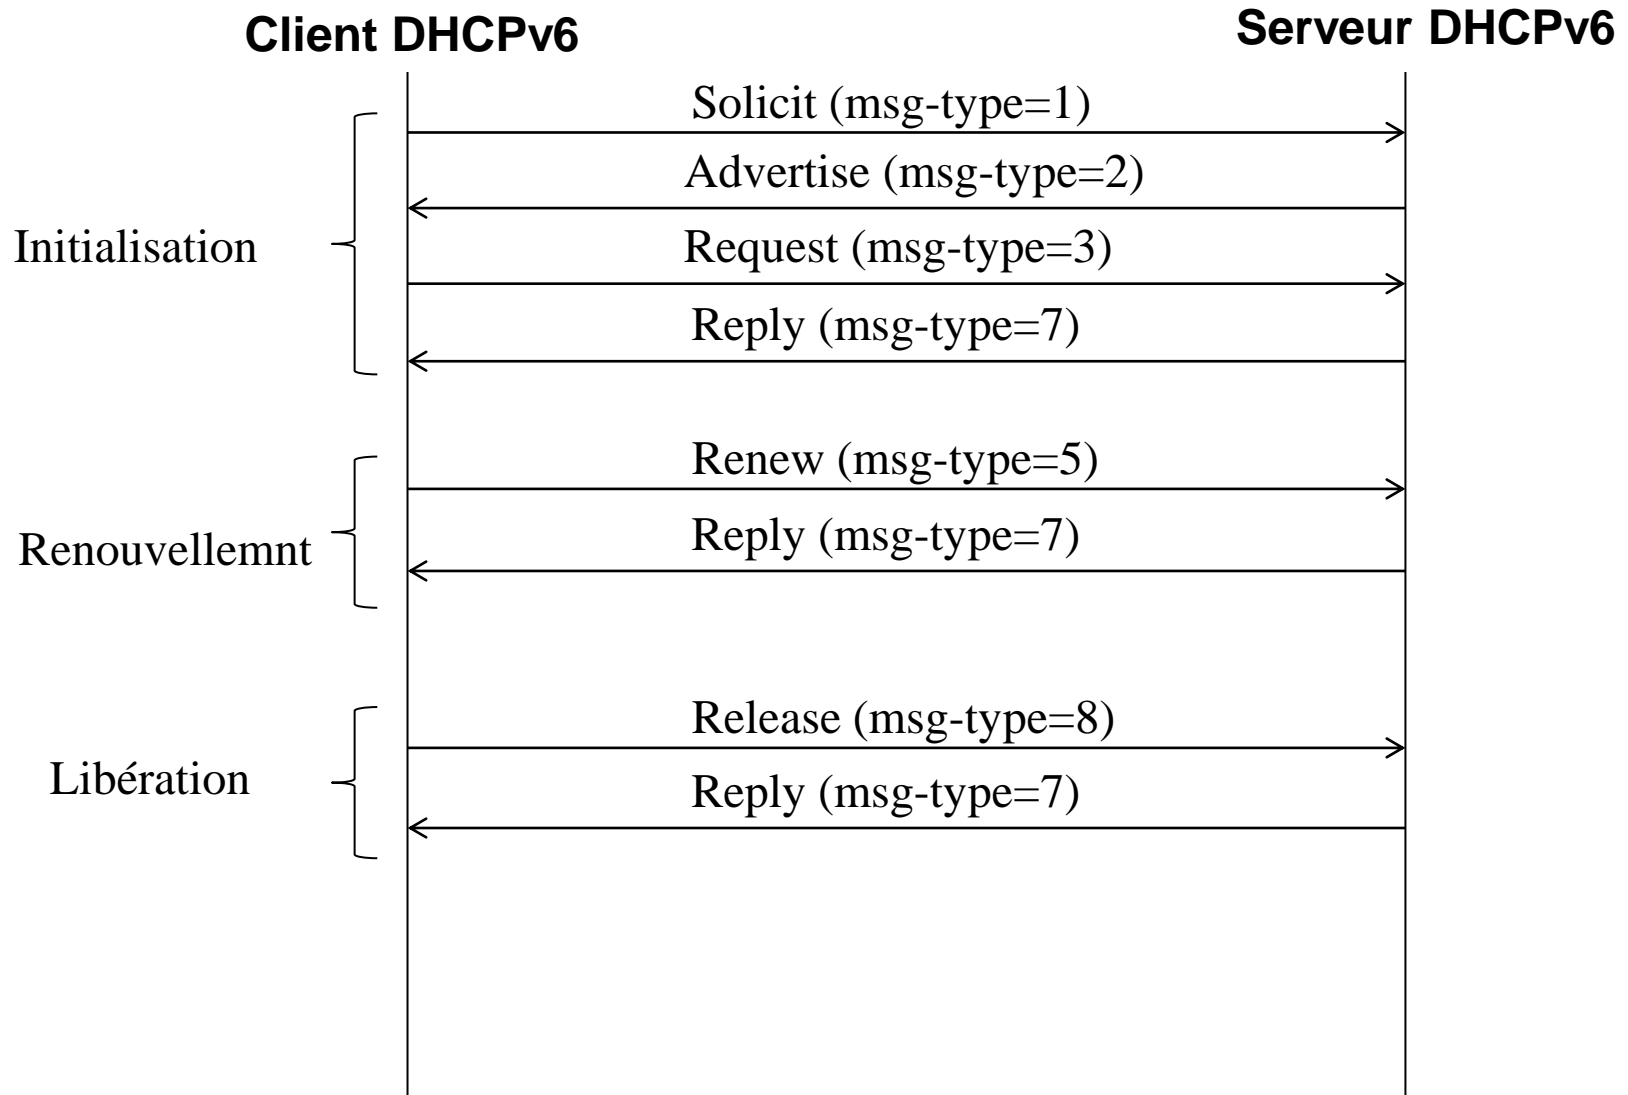 Client DHCPv6
Serveur DHCPv6
Solicit (msg-type=1)
Advertise (msg-type=2)
Initialisation
Request (msg-type=3)
Reply (msg-type=7)
Renew (msg-type=5)
Renouvellemnt
Reply (msg-type=7)
Release (msg-type=8)
Libération
Reply (msg-type=7)